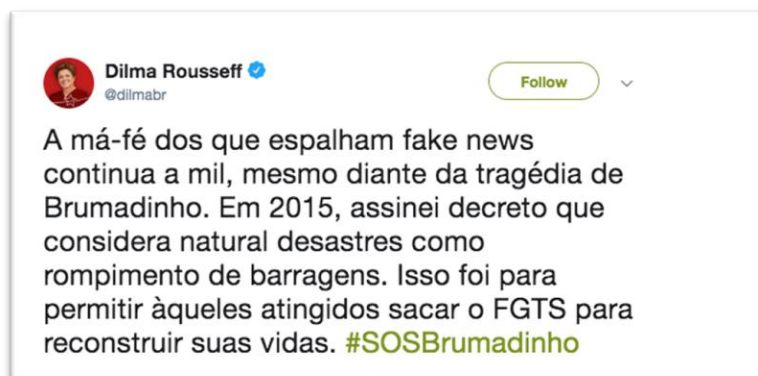 Dilma Rousseff
@dilmabr
Follow
A má-fé dos que espalham fake news
continua a mil, mesmo diante da tragédia de
Brumadinho. Em 2015, assinei decreto que
considera natural desastres como
rompimento de barragens. Isso foi para
permitir àqueles atingidos sacar o FGTS para
reconstruir suas vidas. #SOSBrumadinho